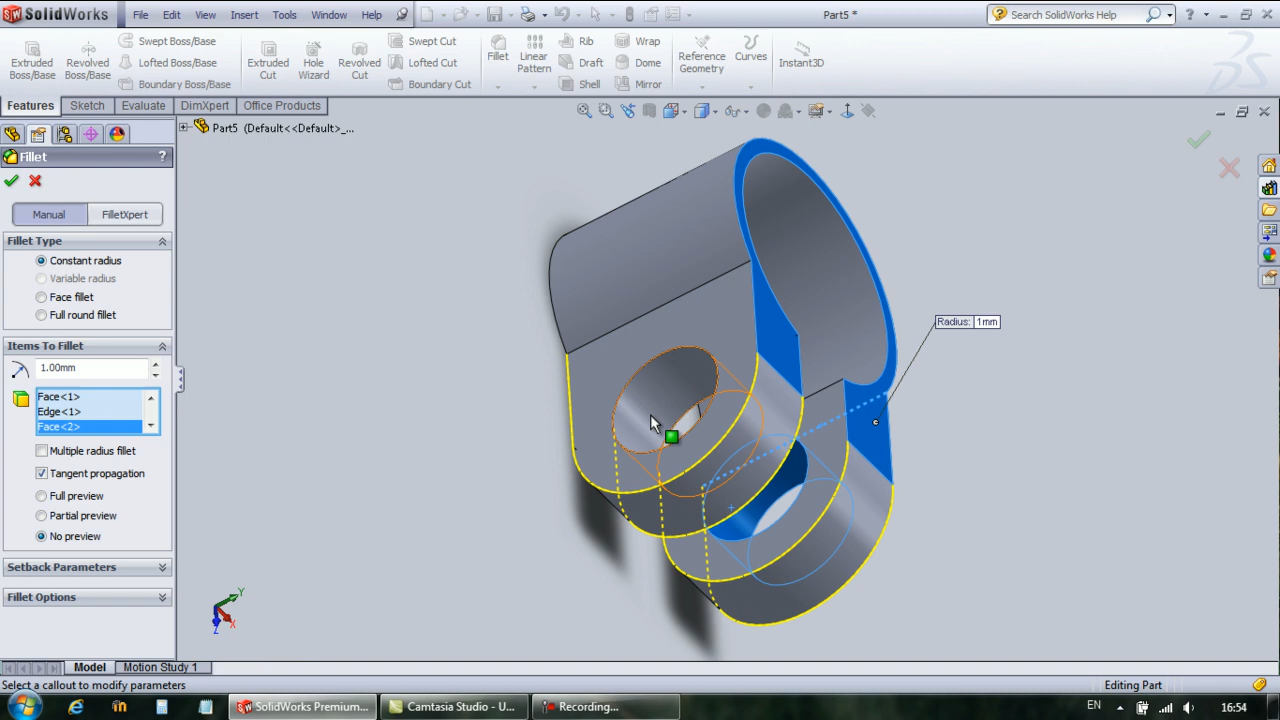 SolidWorks File Edit View Insert Tools Window Help Part5 * Search SolidWorks Help
Extruded Boss/Base Revolved Boss/Base Swept Boss/Base Lofted Boss/Base Boundary Boss/Base Extruded Cut Hole Wizard Revolved Cut Swept Cut Lofted Cut Boundary Cut Fillet Linear Pattern Rib Draft Shell Wrap Dome Mirror Reference Geometry Curves Instant3D
Features Sketch Evaluate DimXpert Office Products
Part5 (Default<<Default>_...
Fillet ?
Manual FilletXpert
Fillet Type
Constant radius
Variable radius
Face fillet
Full round fillet
Items To Fillet
Radius: 1mm
1.00mm
Face<1>
Edge<1>
Face<2>
Multiple radius fillet
Tangent propagation
Full preview
Partial preview
No preview
Setback Parameters
Fillet Options
Y
X
Z
Model Motion Study 1
Select a callout to modify parameters Editing Part
SolidWorks Premium... Camtasia Studio - U... Recording... EN 16:54